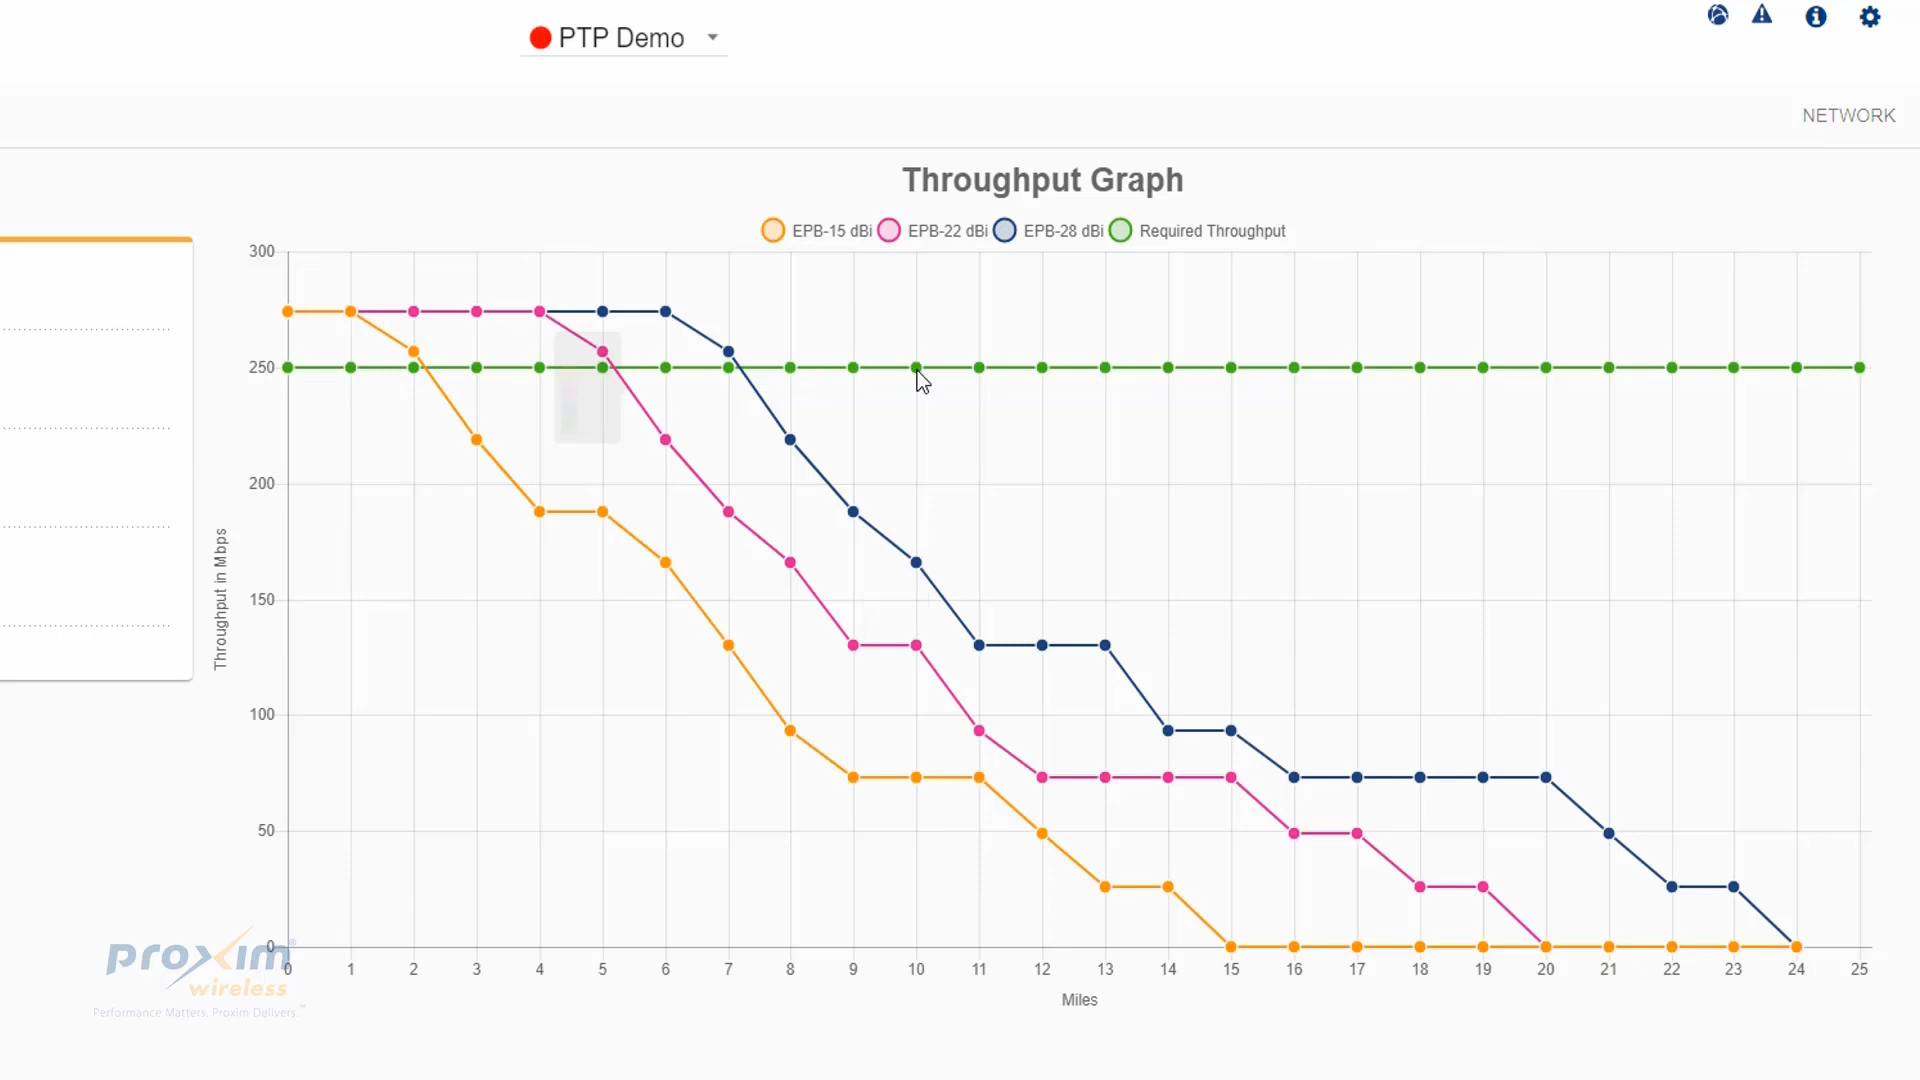 PTP Demo
NETWORK
Throughput Graph
EPB-15 dBi EPB-22 dBi EPB-28 dBi Required Throughput
300
250
200
150
100
50
0
Throughput in Mbps
0 1 2 3 4 5 6 7 8 9 10 11 12 13 14 15 16 17 18 19 20 21 22 23 24 25
Miles
proxim®
wireless
Performance Matters. Proxim Delivers.™